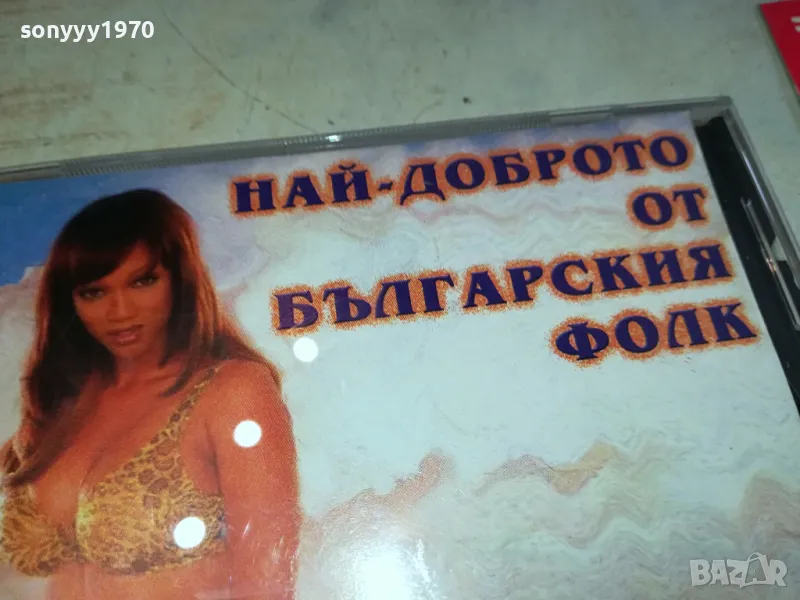 sonyyy1970
НАЙ-ДОБРОТО
ОТ
БЪЛГАРСКИЯ
ФОЛК
BAZAR